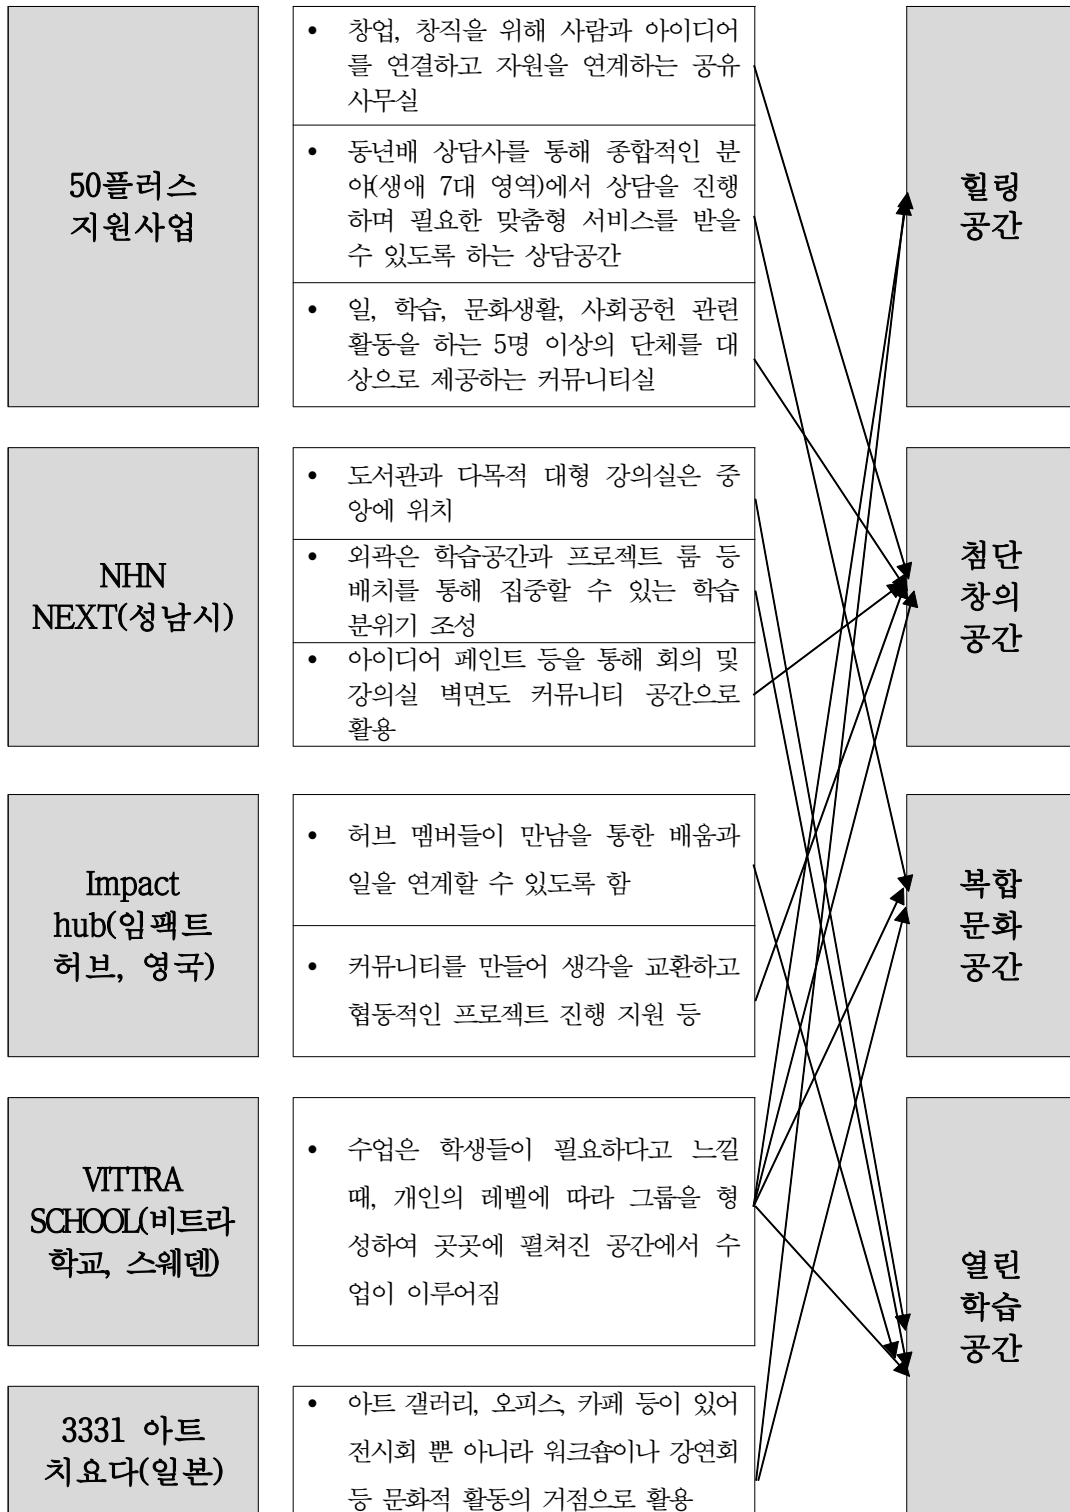 50플러스
지원사업
• 창업, 창직을 위해 사람과 아이디어
를 연결하고 자원을 연계하는 공유
사무실
• 동년배 상담사를 통해 종합적인 분
야(생애 7대 영역)에서 상담을 진행
하며 필요한 맞춤형 서비스를 받을
수 있도록 하는 상담공간
• 일, 학습, 문화생활, 사회공헌 관련
활동을 하는 5명 이상의 단체를 대
상으로 제공하는 커뮤니티실
힐링
공간
NHN
NEXT(성남시)
• 도서관과 다목적 대형 강의실은 중
앙에 위치
• 외곽은 학습공간과 프로젝트 룸 등
배치를 통해 집중할 수 있는 학습
분위기 조성
• 아이디어 페인트 등을 통해 회의 및
강의실 벽면도 커뮤니티 공간으로
활용
첨단
창의
공간
Impact
hub(임팩트
허브, 영국)
• 허브 멤버들이 만남을 통한 배움과
일을 연계할 수 있도록 함
• 커뮤니티를 만들어 생각을 교환하고
협동적인 프로젝트 진행 지원 등
복합
문화
공간
VITTRA
SCHOOL(비트라
학교, 스웨덴)
• 수업은 학생들이 필요하다고 느낄
때, 개인의 레벨에 따라 그룹을 형
성하여 곳곳에 펼쳐진 공간에서 수
업이 이루어짐
열린
학습
공간
3331 아트
치요다(일본)
• 아트 갤러리, 오피스, 카페 등이 있어
전시회 뿐 아니라 워크숍이나 강연회
등 문화적 활동의 거점으로 활용